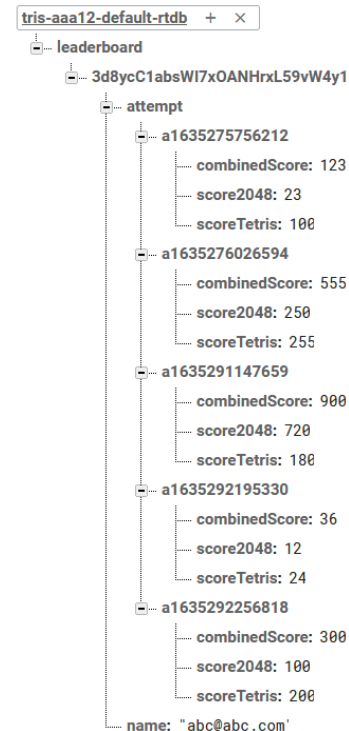 tris-aaa12-default-rtdb + ×
leaderboard
3d8ycC1absWl7xOANHrxL59vW4y1
attempt
a1635275756212
combinedScore: 123
score2048: 23
scoreTetris: 100
a1635276026594
combinedScore: 555
score2048: 250
scoreTetris: 255
a1635291147659
combinedScore: 900
score2048: 720
scoreTetris: 180
a1635292195330
combinedScore: 36
score2048: 12
scoreTetris: 24
a1635292256818
combinedScore: 300
score2048: 100
scoreTetris: 200
name: "abc@abc.com"